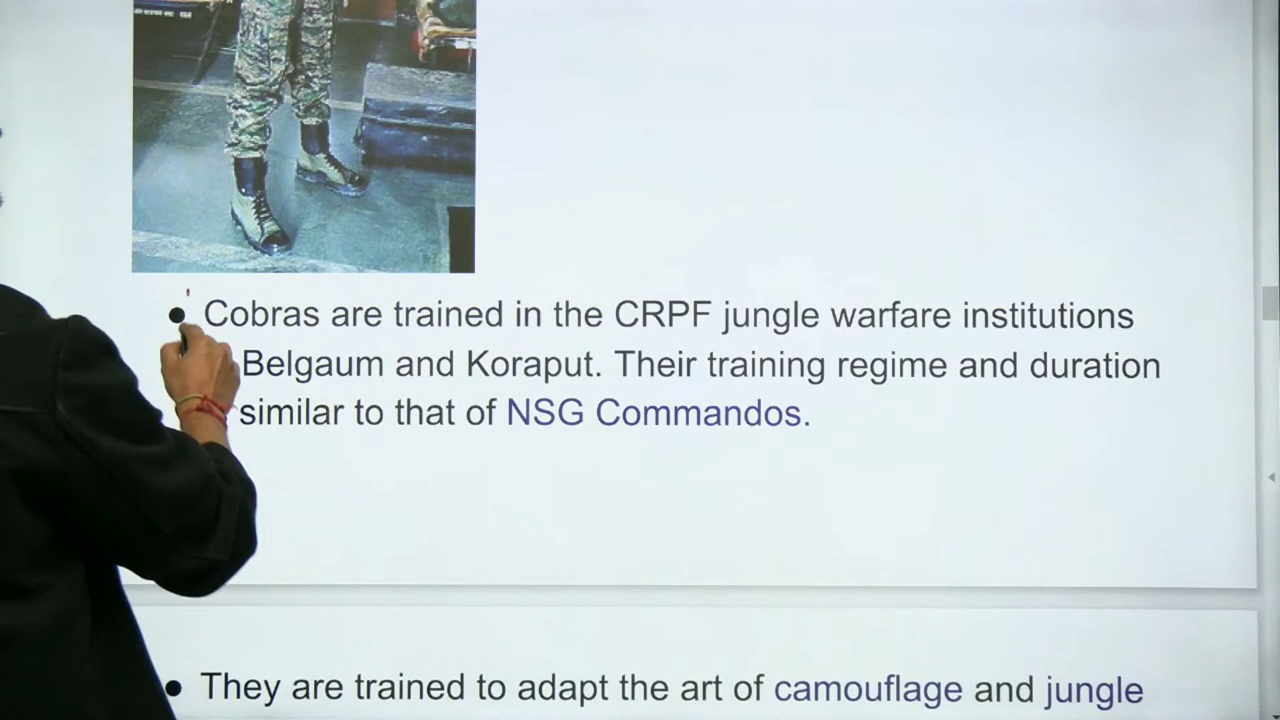 Cobras are trained in the CRPF jungle warfare institutions
Belgaum and Koraput. Their training regime and duration
similar to that of NSG Commandos.
They are trained to adapt the art of camouflage and jungle